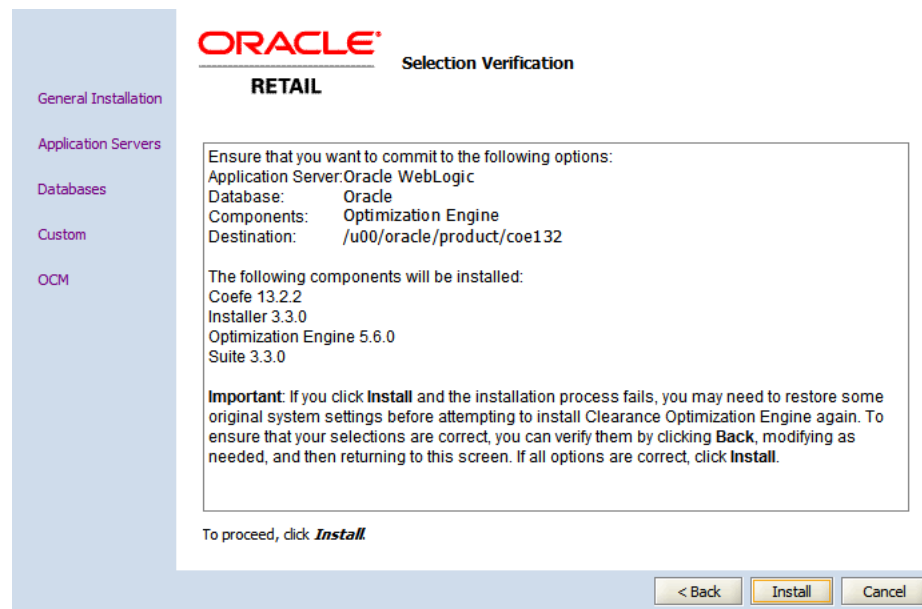 ORACLE
RETAIL
Selection Verification
General Installation
Application Servers
Databases
Custom
OCM
Ensure that you want to commit to the following options:
Application Server:Oracle WebLogic
Database: Oracle
Components: Optimization Engine
Destination: /u00/oracle/product/coe132
The following components will be installed:
Coefe 13.2.2
Installer 3.3.0
Optimization Engine 5.6.0
Suite 3.3.0
Important: If you click Install and the installation process fails, you may need to restore some
original system settings before attempting to install Clearance Optimization Engine again. To
ensure that your selections are correct, you can verify them by clicking Back, modifying as
needed, and then returning to this screen. If all options are correct, click Install.
To proceed, click Install.
< Back
Install
Cancel